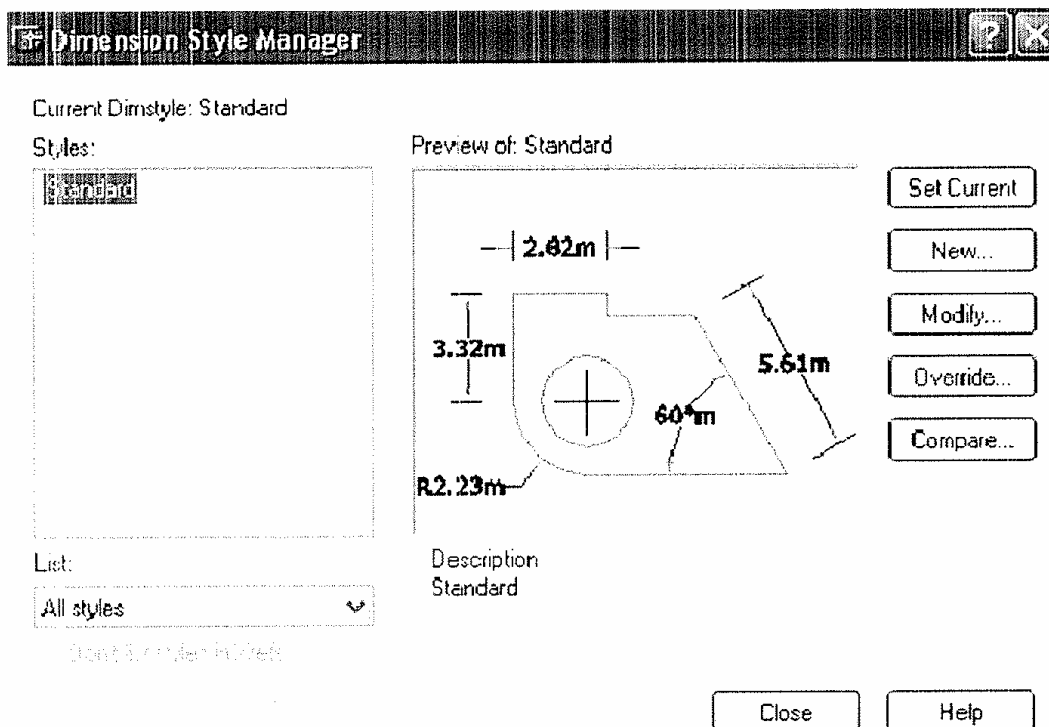 Dimension Style Manager
Current Dimstyle: Standard
Styles:
Standard
Preview of: Standard
2.82m
3.32m
5.61m
60°m
R2.23m
Set Current
New...
Modify...
Override...
Compare...
List:
All styles
Description
Standard
Close
Help